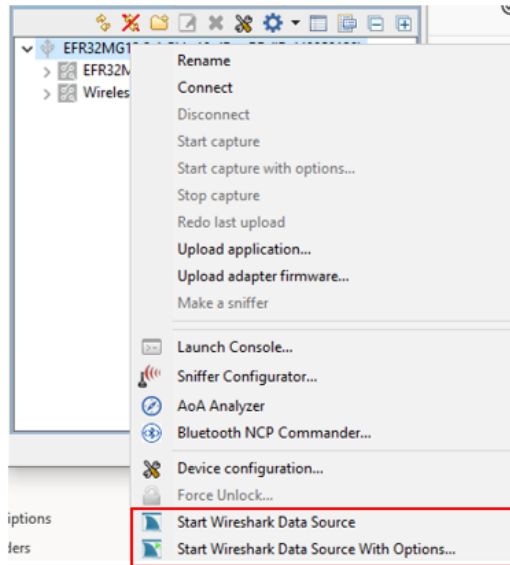 EFR32MG1
EFR32M
Wireles
Rename
Connect
Disconnect
Start capture
Start capture with options...
Stop capture
Redo last upload
Upload application...
Upload adapter firmware...
Make a sniffer
Launch Console...
Sniffer Configurator...
AoA Analyzer
Bluetooth NCP Commander...
Device configuration...
Force Unlock...
iptions
Start Wireshark Data Source
lers
Start Wireshark Data Source With Options...